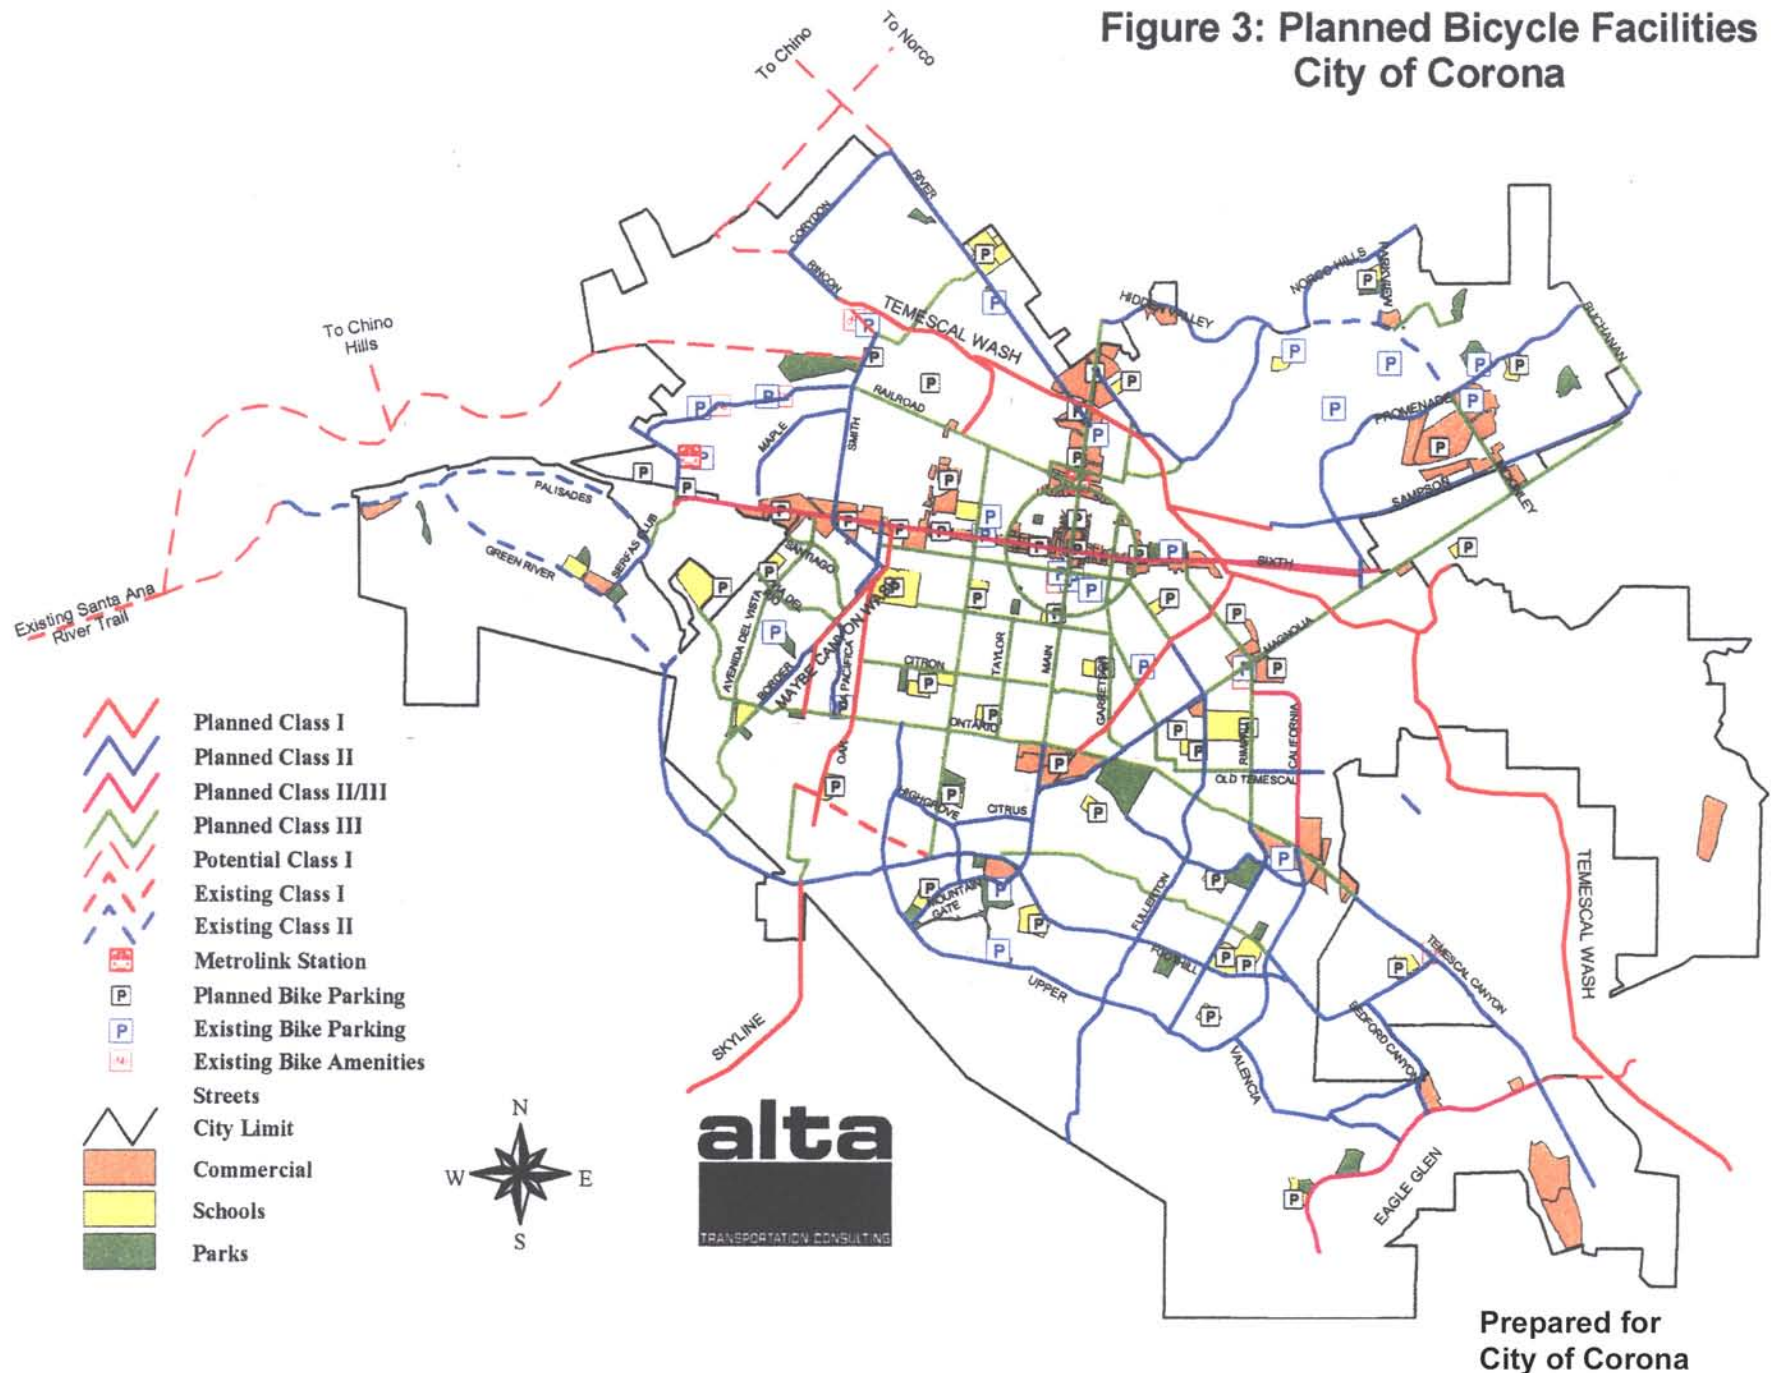 Figure 3: Planned Bicycle Facilities
City of Corona
To Chino
To Norco
To Chino
Hills
Existing Santa Ana
River Trail
RIVER
CORYDON
RINCON
TEMESCAL WASH
HIDDEN VALLEY
NORCO HILLS
PARKVIEW
BUCHANAN
PROMENADE
MCKINLEY
SAMPSON
RAILROAD
MAPLE
SMITH
PALISADES
GREEN RIVER
SERFAS CLUB
SANTIAGO
AVENIDA DEL VISTA
BORDER
SIXTH
MAGNOLIA
CITRON
TAYLOR
MAIN
GARRETSON
ONTARIO
OAK
RIMPAU
CALIFORNIA
OLD TEMESCAL
HIGHGROVE
CITRUS
MOUNTAIN
GATE
FULLERTON
FOOTHILL
UPPER
VALENCIA
SKYLINE
TEMESCAL CANYON
BEDFORD CANYON
TEMESCAL WASH
EAGLE GLEN
Planned Class I
Planned Class II
Planned Class II/III
Planned Class III
Potential Class I
Existing Class I
Existing Class II
Metrolink Station
P Planned Bike Parking
P Existing Bike Parking
Existing Bike Amenities
Streets
City Limit
Commercial
Schools
Parks
N
W
E
S
alta
TRANSPORTATION CONSULTING
Prepared for
City of Corona